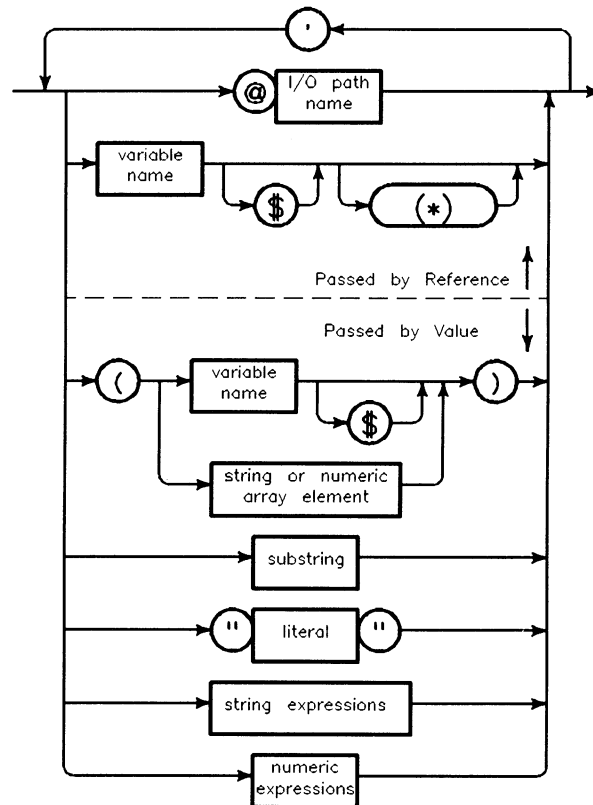 ,
@ I/O path
name
variable
name
$
(*)
Passed by Reference
Passed by Value
(
variable
name
)
$
string or numeric
array element
substring
" literal "
string expressions
numeric
expressions